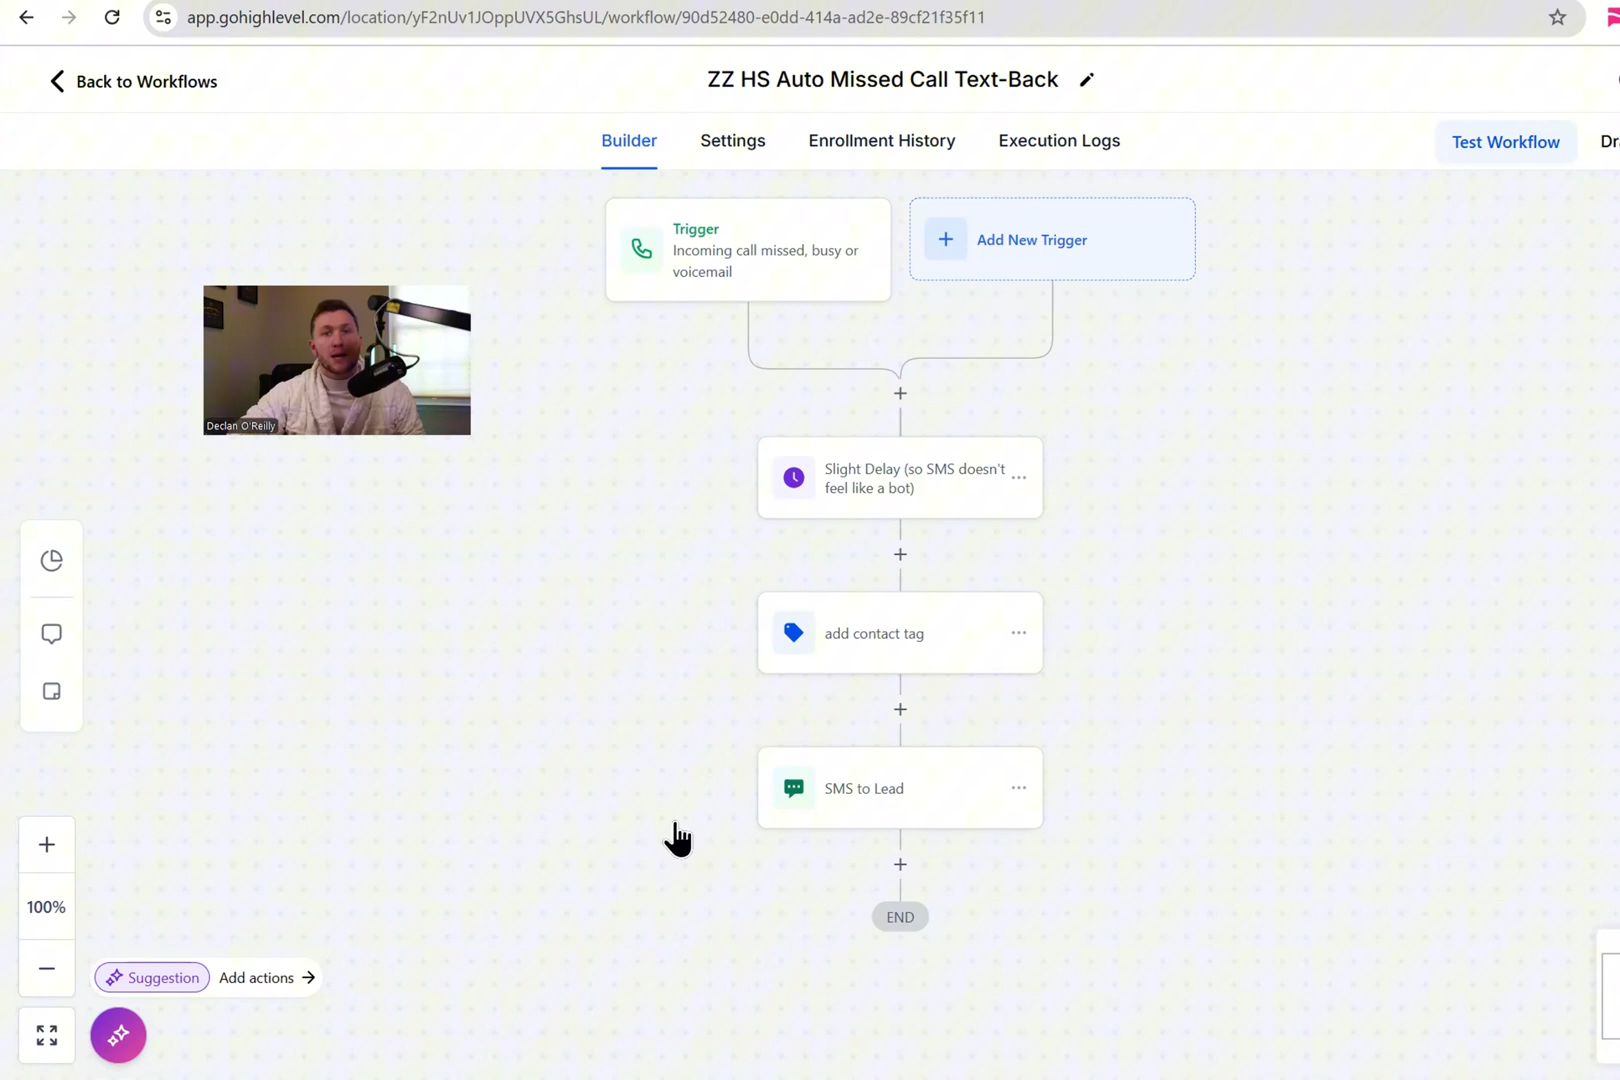 app.gohighlevel.com/location/yF2nUv1JOppUVX5GhsUL/workflow/90d52480-e0dd-414a-ad2e-89cf21f35f11
Back to Workflows
ZZ HS Auto Missed Call Text-Back
Builder
Settings
Enrollment History
Execution Logs
Test Workflow
Trigger
Incoming call missed, busy or
voicemail
Add New Trigger
Declan O'Reilly
Slight Delay (so SMS doesn't
feel like a bot)
add contact tag
SMS to Lead
END
100%
Suggestion
Add actions